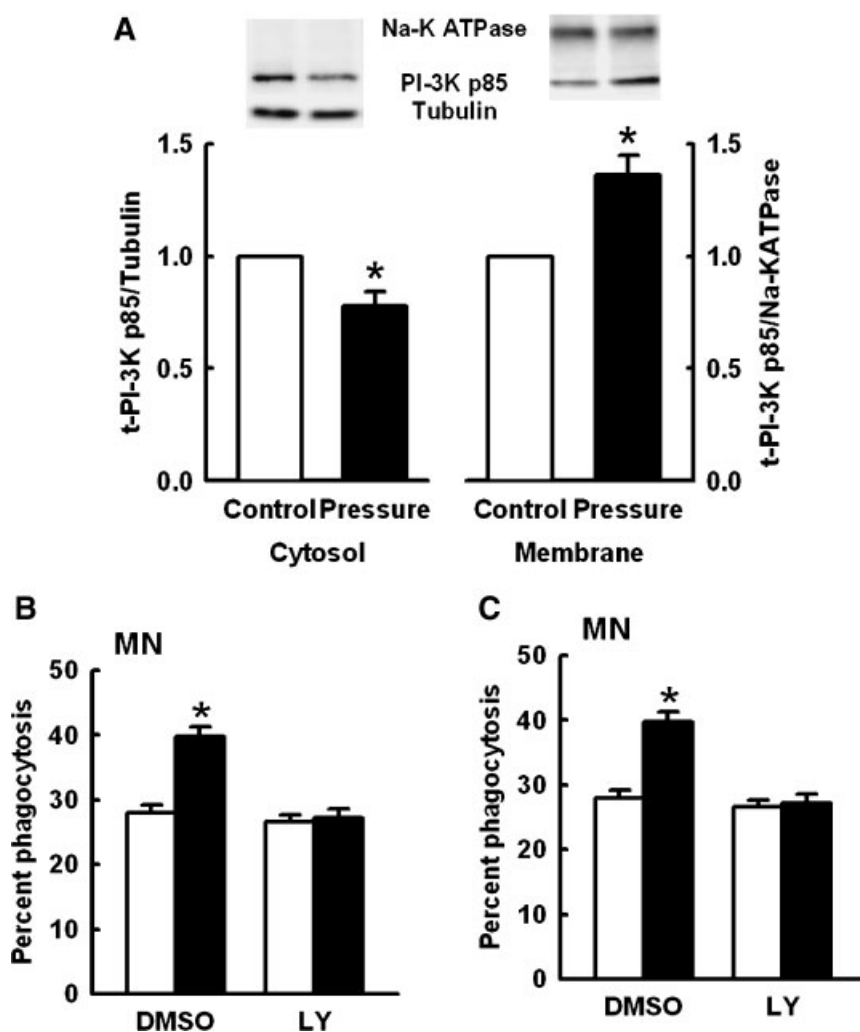 A
Na-K ATPase
PI-3K p85
Tubulin
t-PI-3K p85/Tubulin
1.5
1.0
0.5
0.0
*
*
1.5
1.0
0.5
0.0
t-PI-3K p85/Na-KATPase
Control Pressure
Control Pressure
Cytosol
Membrane
B
MN
Percent phagocytosis
50
40
30
20
10
0
*
DMSO
LY
C
MN
Percent phagocytosis
50
40
30
20
10
0
*
DMSO
LY